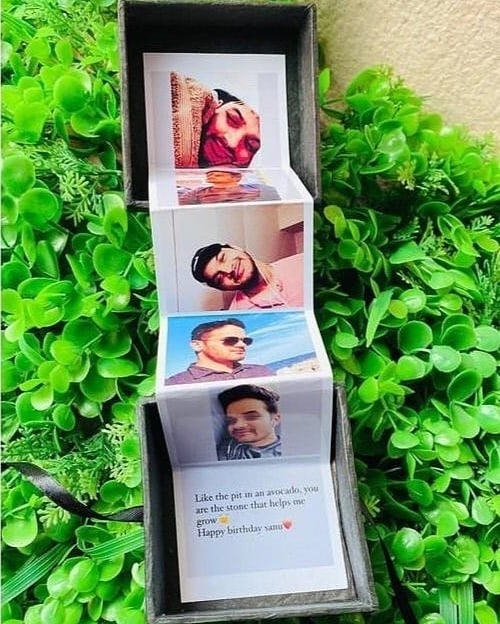 Like the pit in an avocado, you
are the stone that helps me
grow 🥑
Happy birthday sanu❤️